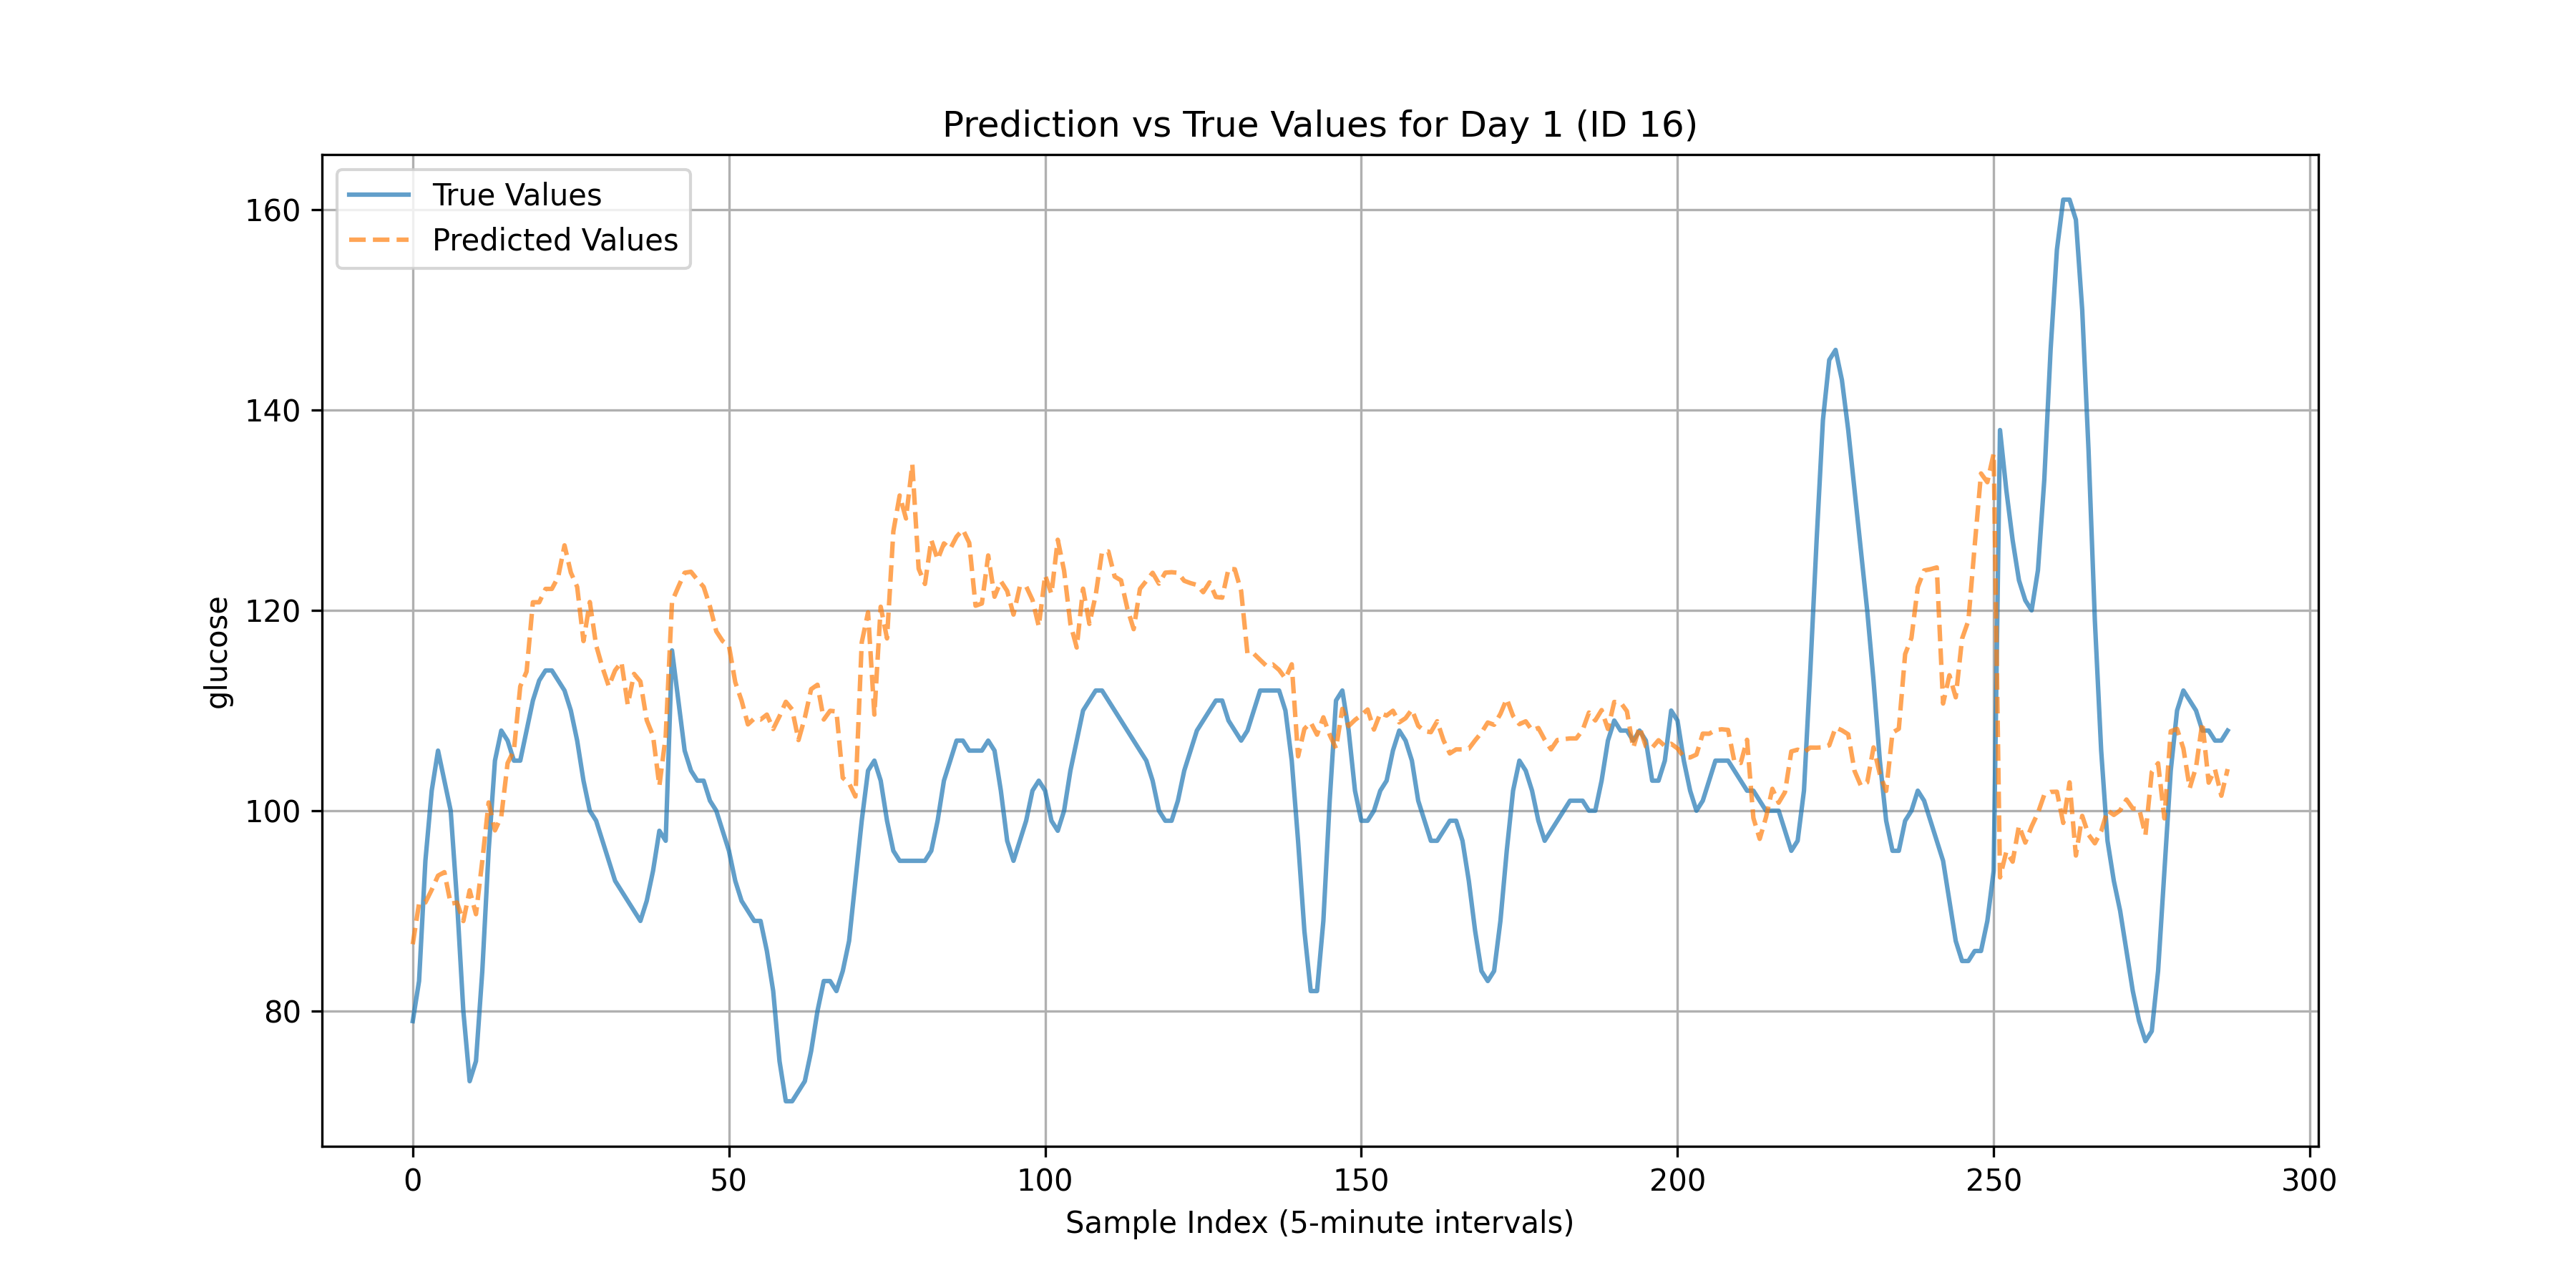 Prediction vs True Values for Day 1 (ID 16)
True Values
Predicted Values
160
140
120
100
80
glucose
0 50 100 150 200 250 300
Sample Index (5-minute intervals)